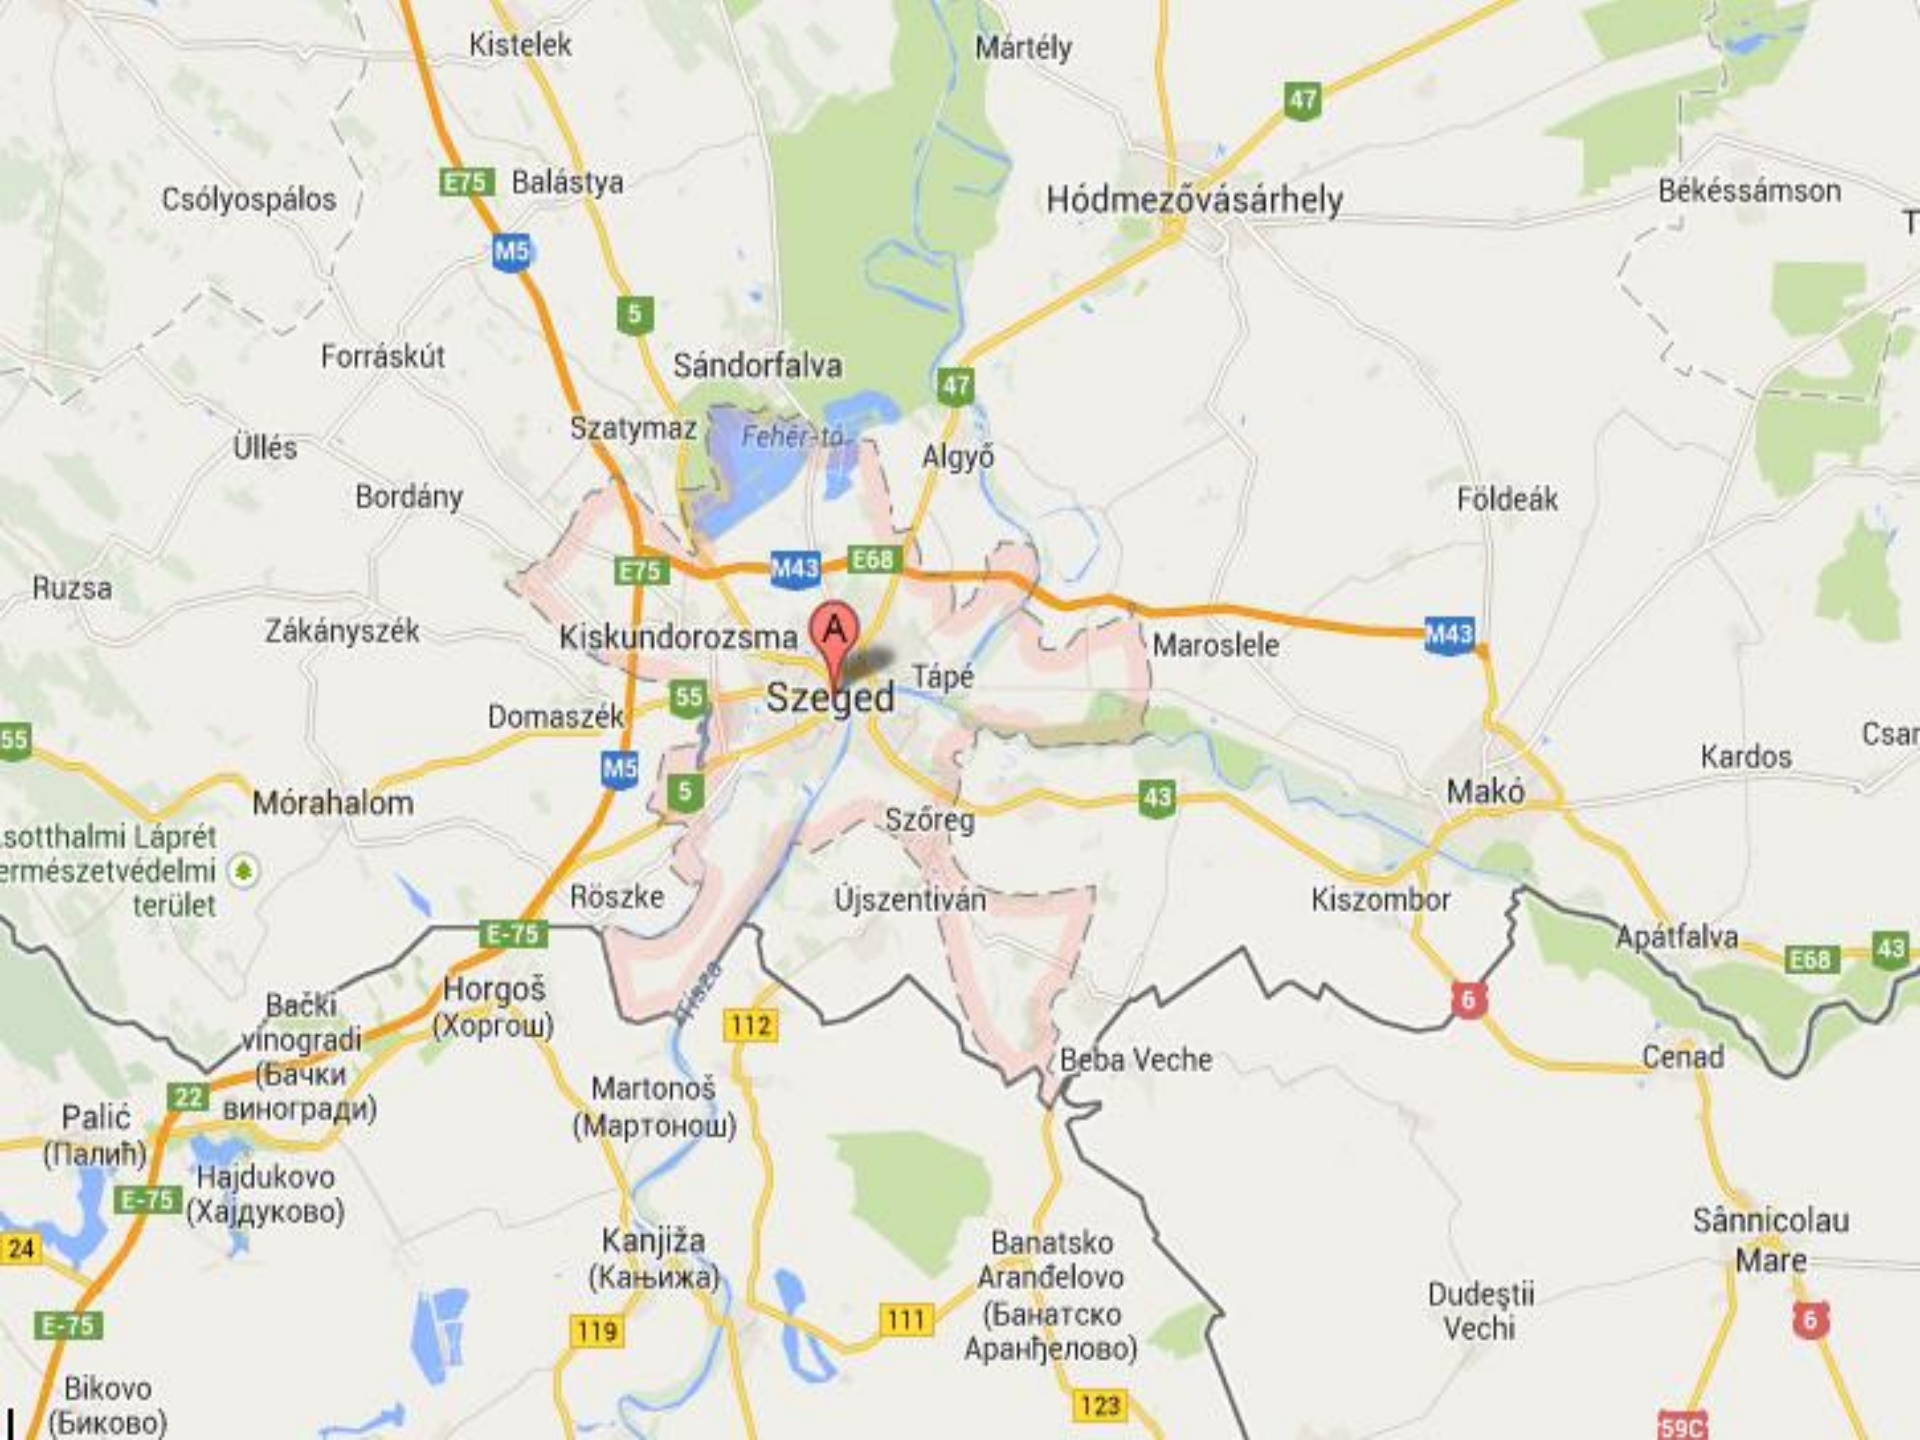 Kistelek
Mártély
47
E75
Balástya
Csólyospálos
Hódmezővásárhely
Békéssámson
T
M5
5
Forráskút
Sándorfalva
47
Szatymaz
Fehér-tó
Üllés
Algyő
Bordány
Földeák
E75
M43
E68
Ruzsa
Zákányszék
Kiskundorozsma
A
M43
Maroslele
Tápé
55
Szeged
Domaszék
55
Csar
M5
Kardos
5
43
Makó
Mórahalom
Szőreg
sotthalmi Láprét
ermészetvédelmi
terület
Röszke
Újszentiván
Kiszombor
E-75
Apátfalva
E68
43
Horgoš
(Хоргош)
Tisza
6
Bački
vinogradi
(Бачки
виногради)
112
Beba Veche
Cenad
22
Martonoš
(Мартонош)
Palić
(Палић)
Hajdukovo
(Хајдуково)
E-75
Sânnicolau
Mare
24
Kanjiža
(Кањижа)
Banatsko
Aranđelovo
(Банатско
Аранђелово)
Dudeştii
Vechi
E-75
119
111
6
Bikovo
(Биково)
123
59C